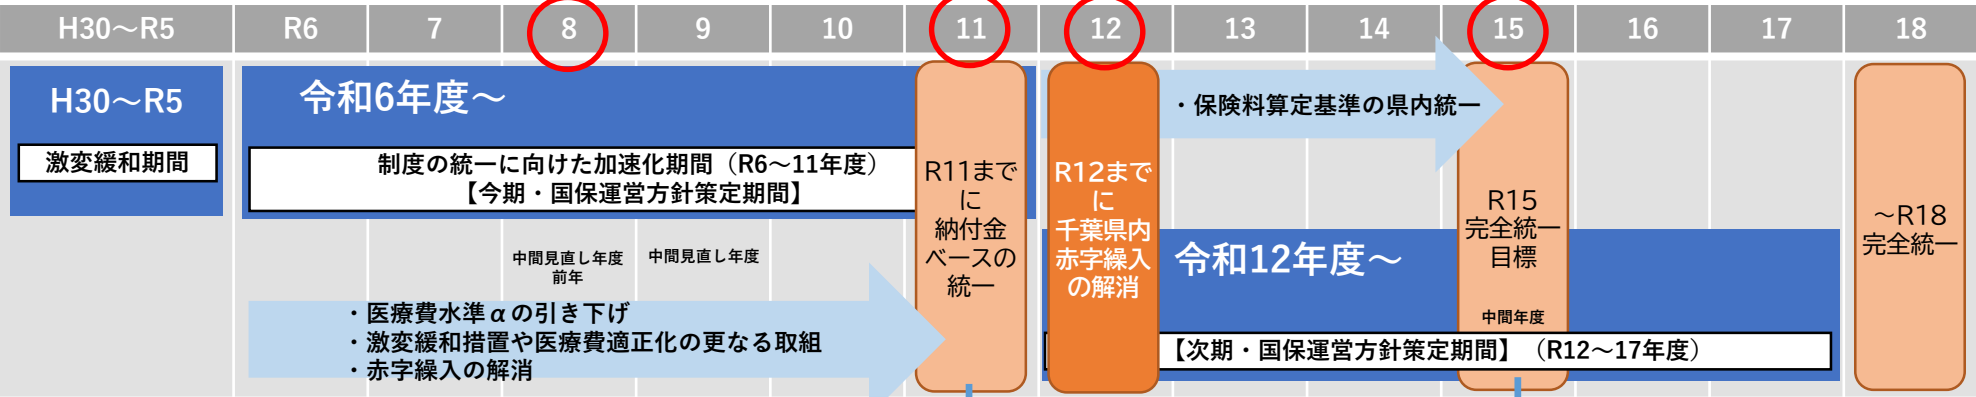 H30～R5 R6 7 8 9 10 11 12 13 14 15 16 17 18
H30～R5
激変緩和期間
令和6年度～
制度の統一に向けた加速化期間（R6～11年度）
【今期・国保運営方針策定期間】
中間見直し年度
前年
中間見直し年度
・医療費水準αの引き下げ
・激変緩和措置や医療費適正化の更なる取組
・赤字繰入の解消
R11まで
に
納付金
ベースの
統一
R12まで
に
千葉県内
赤字繰入
の解消
・保険料算定基準の県内統一
令和12年度～
R15
完全統一
目標
中間年度
【次期・国保運営方針策定期間】（R12～17年度）
～R18
完全統一